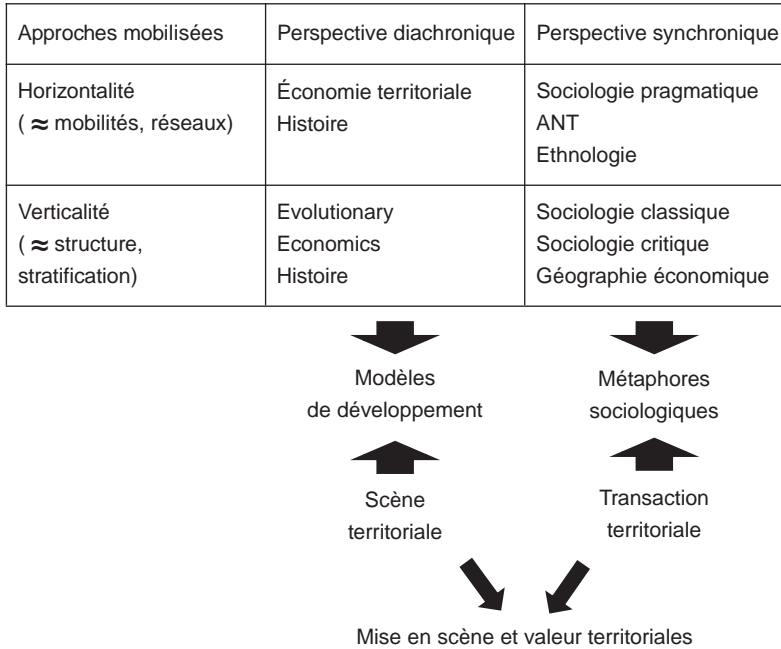 Approches mobilisées
Perspective diachronique
Perspective synchronique
Horizontalité
( ≈ mobilités, réseaux)
Économie territoriale
Histoire
Sociologie pragmatique
ANT
Ethnologie
Verticalité
( ≈ structure,
stratification)
Evolutionary
Economics
Histoire
Sociologie classique
Sociologie critique
Géographie économique
Modèles
de développement
Métaphores
sociologiques
Scène
territoriale
Transaction
territoriale
Mise en scène et valeur territoriales